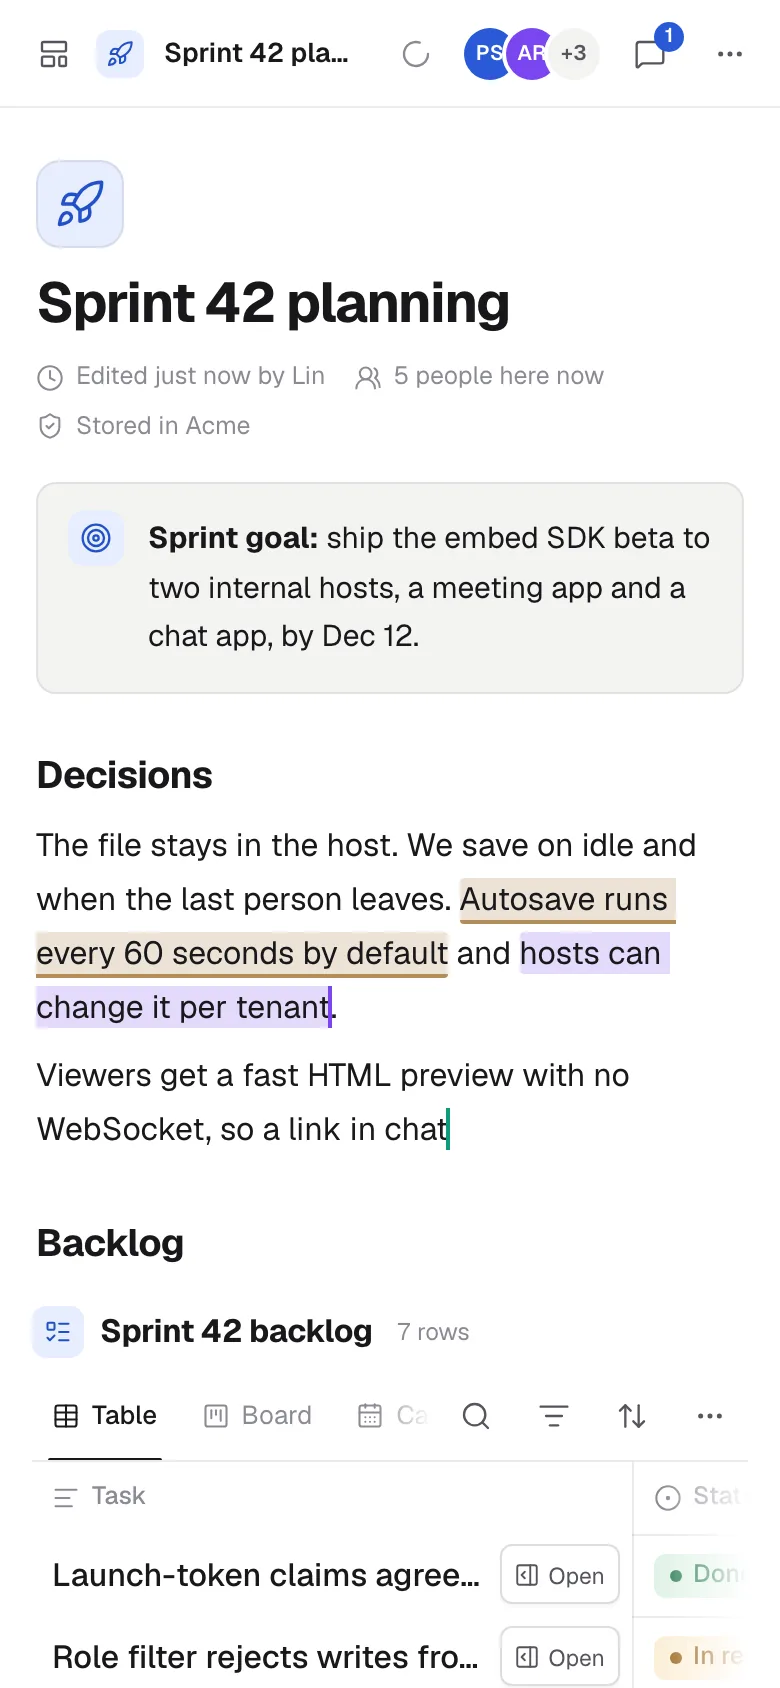 Sprint 42 pla...
PS
AR
+3
1
Sprint 42 planning
Edited just now by Lin
5 people here now
Stored in Acme
Sprint goal: ship the embed SDK beta to
two internal hosts, a meeting app and a
chat app, by Dec 12.
Decisions
The file stays in the host. We save on idle and
when the last person leaves. Autosave runs
every 60 seconds by default and hosts can
change it per tenant.
Viewers get a fast HTML preview with no
WebSocket, so a link in chat
Backlog
Sprint 42 backlog 7 rows
Table
Board
Ca
Task
Stat
Launch-token claims agree...
Open
Don
Role filter rejects writes fro...
Open
In re